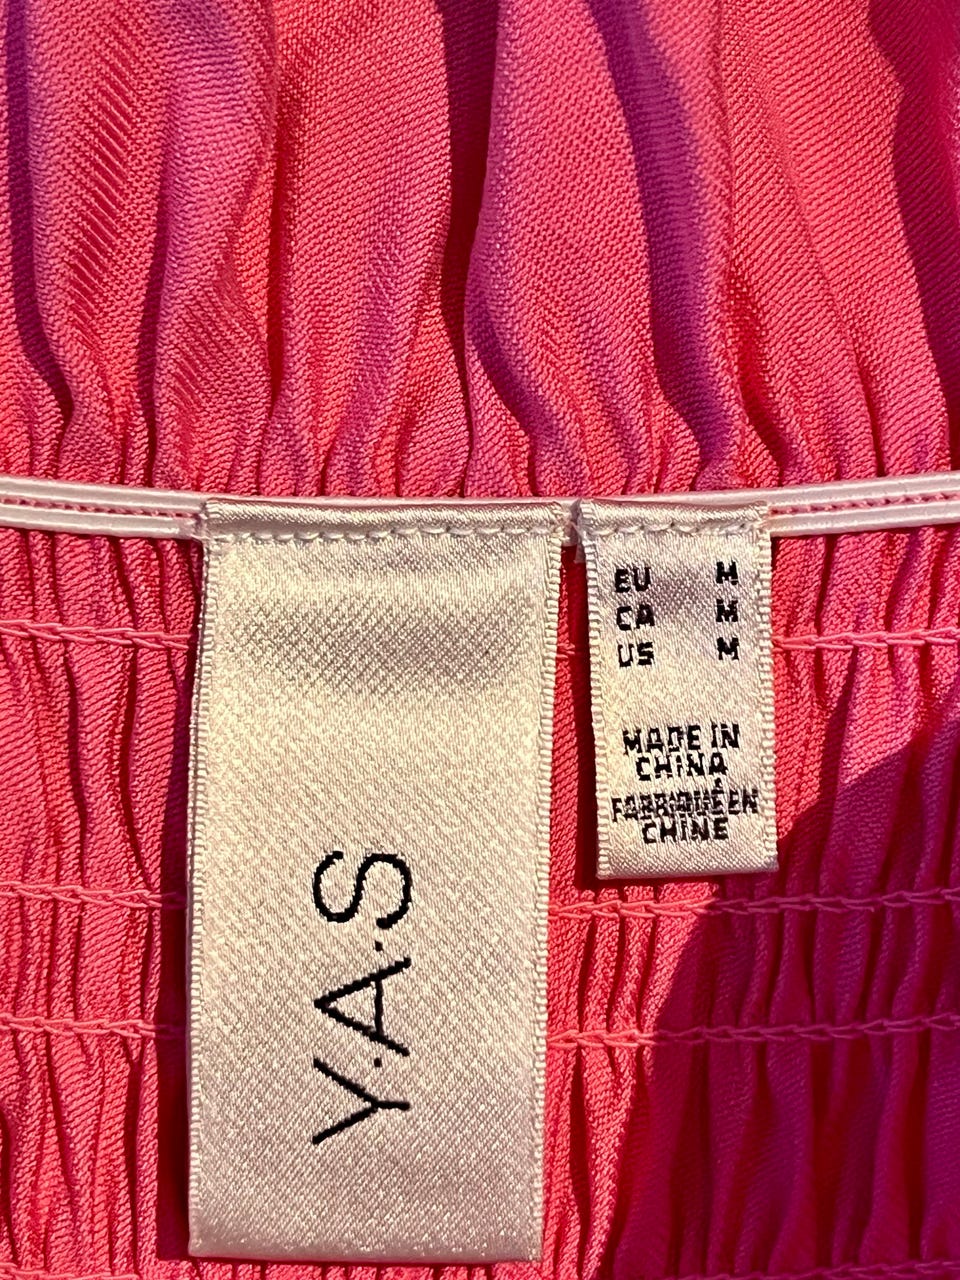 Y.A.S
EU M
CA M
US M
MADE IN
CHINA
FABRIQUÉ EN
CHINE